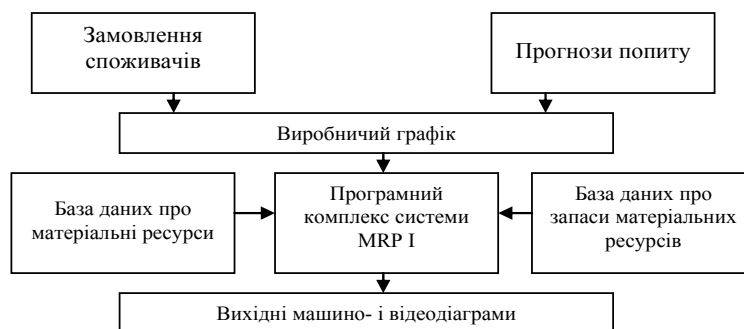 Замовлення
споживачів
Прогнози попиту
Виробничий графік
База даних про
матеріальні ресурси
Програмний
комплекс системи
MRP I
База даних про
запаси матеріальних
ресурсів
Вихідні машино- і відеодіаграми